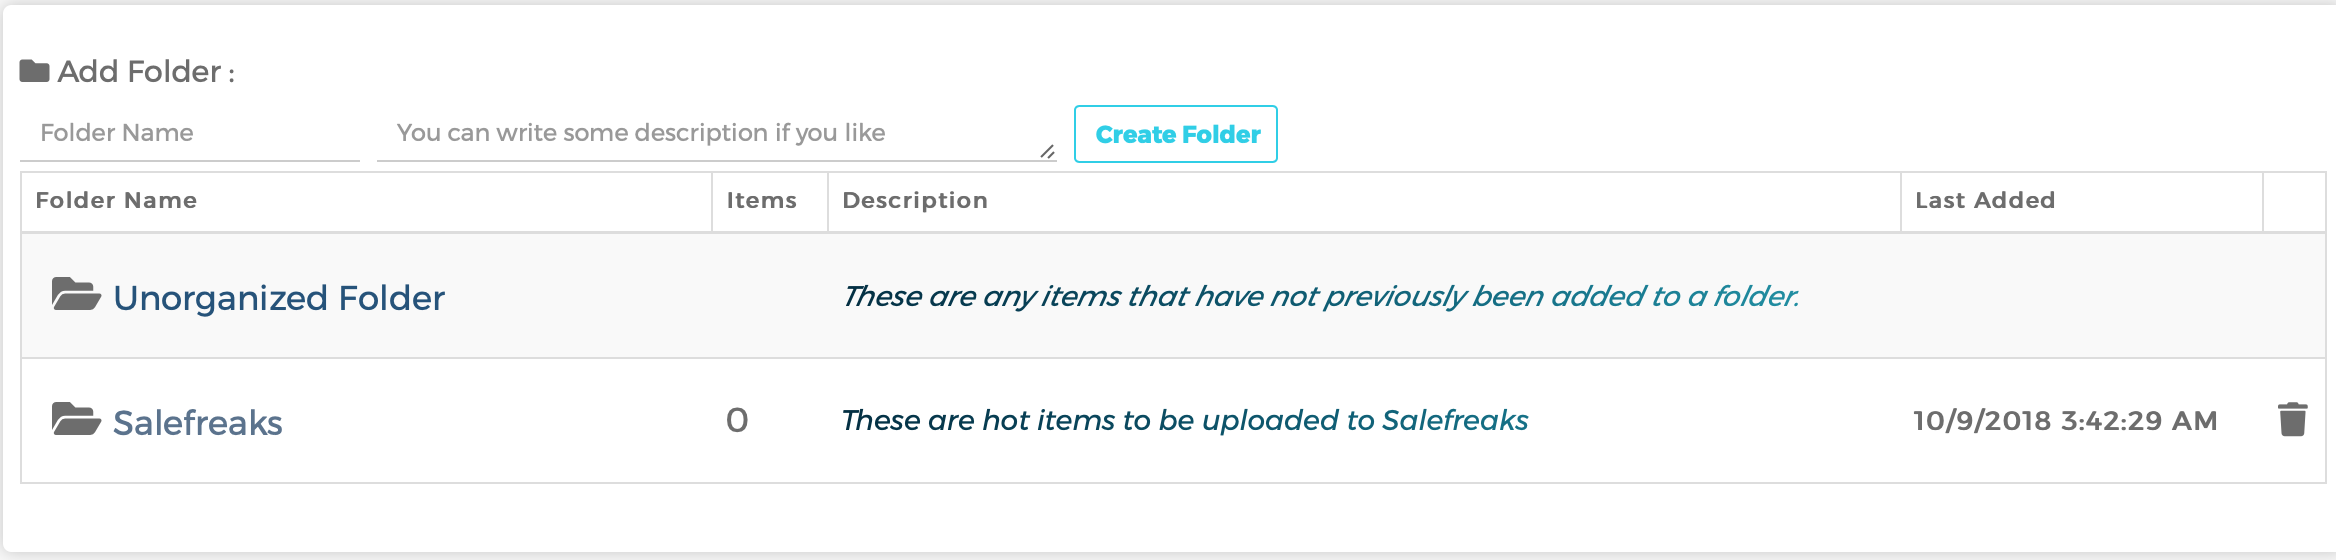 Add Folder :
Folder Name
You can write some description if you like
Create Folder
Folder Name Items Description Last Added
Unorganized Folder These are any items that have not previously been added to a folder.
Salefreaks 0 These are hot items to be uploaded to Salefreaks 10/9/2018 3:42:29 AM